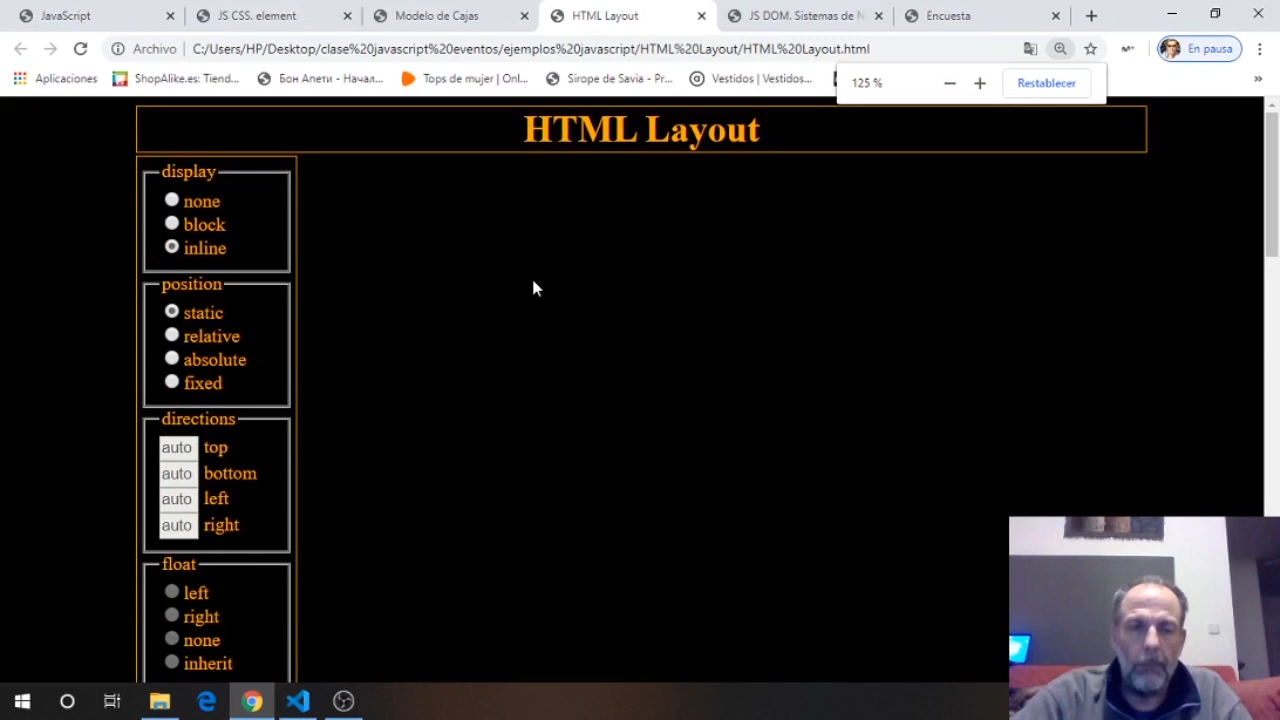 JavaScript
JS CSS. element
Modelo de Cajas
HTML Layout
JS DOM. Sistemas de N
Encuesta
Archivo
C:/Users/HP/Desktop/clase%20javascript%20eventos/ejemplos%20javascript/HTML%20Layout/HTML%20Layout.html
En pausa
Aplicaciones
ShopAlike.es: Tiend...
Бон Апети - Начал...
Tops de mujer | Onl...
Sirope de Savia - Pr...
Vestidos | Vestidos...
»
125 %
Restablecer
HTML Layout
display
none
block
inline
position
static
relative
absolute
fixed
directions
auto top
auto bottom
auto left
auto right
float
left
right
none
inherit